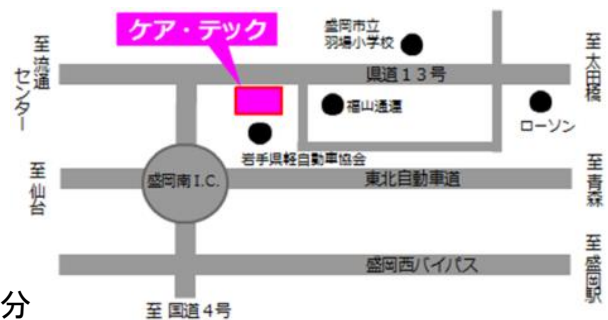 ケア・テック
盛岡市立
羽場小学校
至流通
センター
県道13号
至太田橋
福山通運
ローソン
岩手県軽自動車協会
至仙台
盛岡南I.C.
東北自動車道
至青森
盛岡西バイパス
至盛岡駅
分
至 国道4号